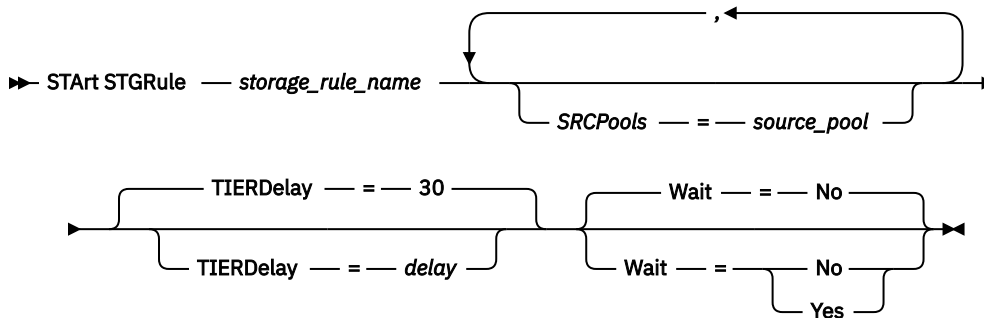 ,
STArt STGRule storage_rule_name
SRCPools = source_pool
TIERDelay = 30 Wait = No
TIERDelay = delay Wait = No
Yes